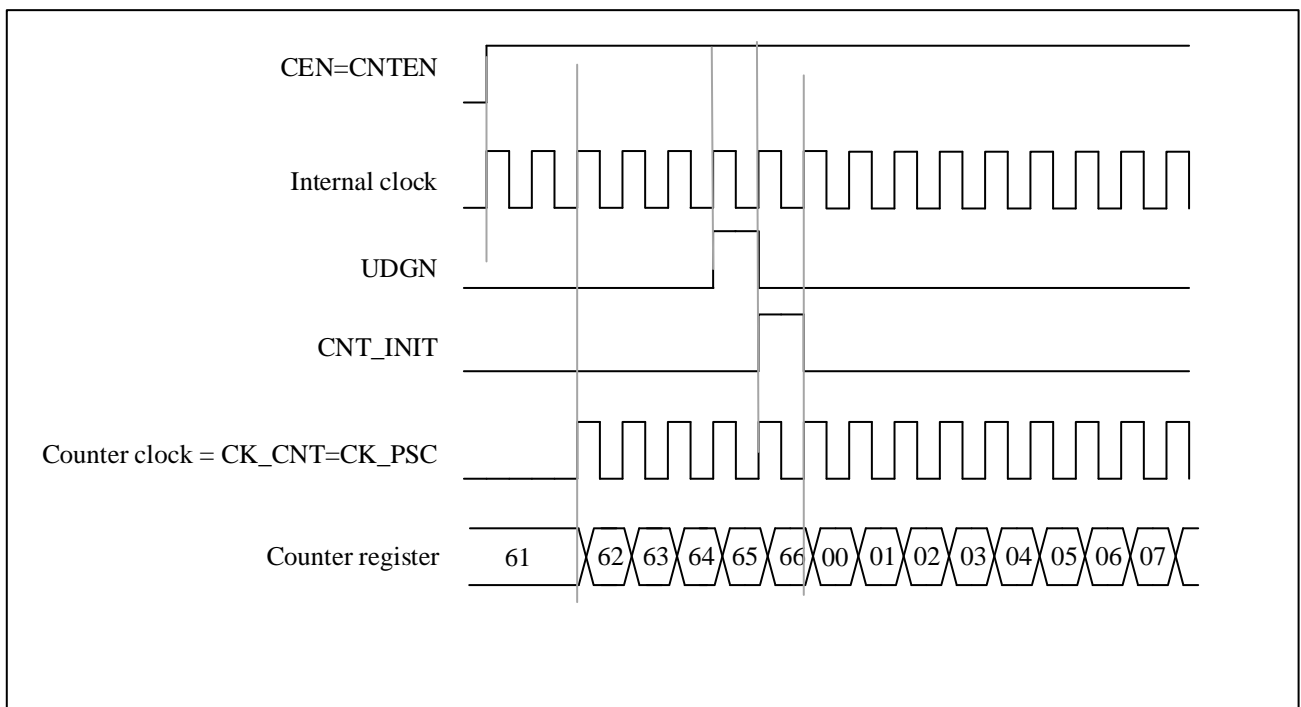 CEN=CNTEN
Internal clock
UDGN
CNT_INIT
Counter clock = CK_CNT=CK_PSC
Counter register 61 62 63 64 65 66 00 01 02 03 04 05 06 07